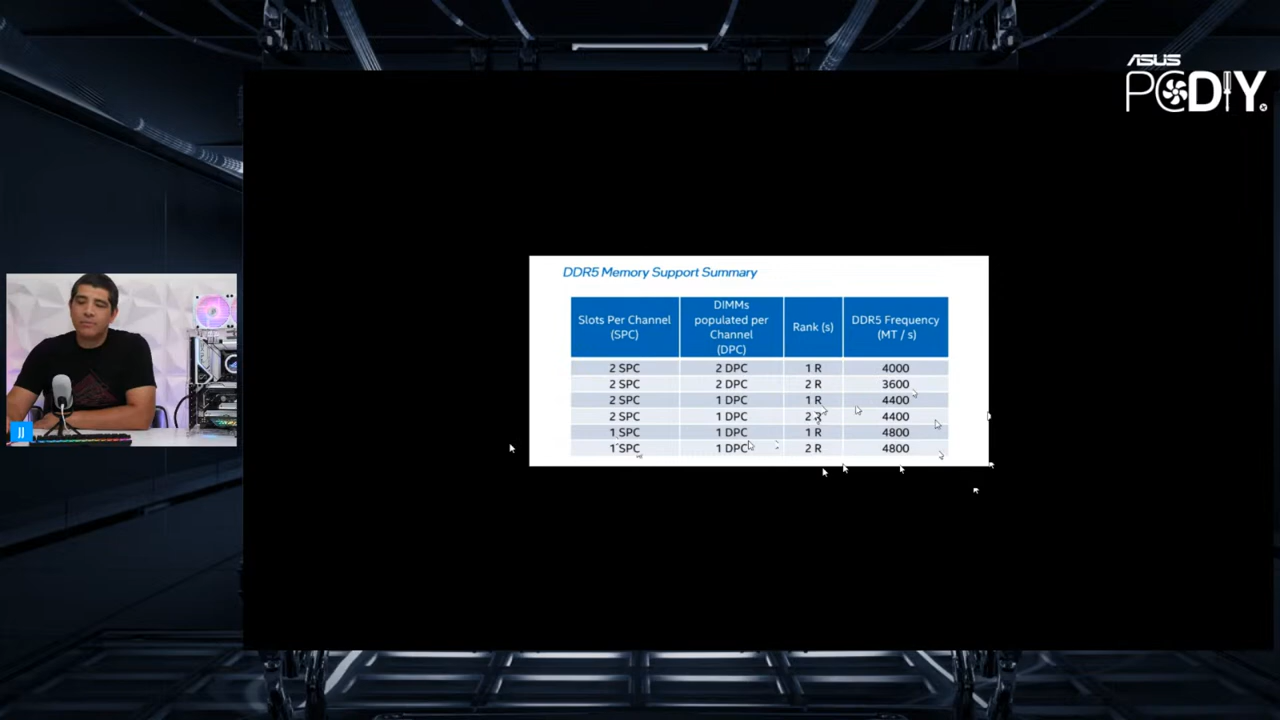 ASUS
PCDIY.
DDR5 Memory Support Summary
Slots Per Channel (SPC) DIMMs populated per Channel (DPC) Rank (s) DDR5 Frequency (MT / s)
2 SPC 2 DPC 1 R 4000
2 SPC 2 DPC 2 R 3600
2 SPC 1 DPC 1 R 4400
2 SPC 1 DPC 2 R 4400
1 SPC 1 DPC 1 R 4800
1 SPC 1 DPC 2 R 4800
JJ